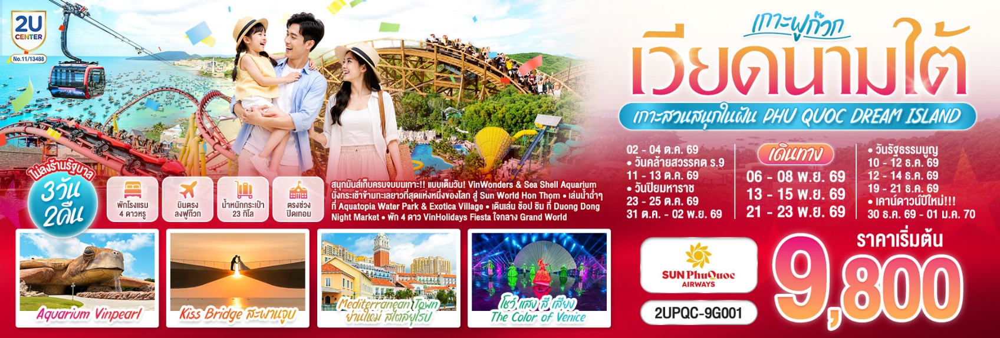 2U
CENTER
No.11/13488
เกาะฟูก๊วก
เวียดนามใต้
เกาะสวนสนุกในฝัน PHU QUOC DREAM ISLAND
ไม่ลงร้านรัฐบาล
3วัน
2คืน
พักโรงแรม
4 ดาวหรู
บินตรง
ลงฟูก๊วก
น้ำหนักกระเป๋า
23 กิโล
ตรงช่วง
ปิดเทอม
สนุกมันส์เก็บครบจบบนเกาะ!! แบบเต็มวัน! VinWonders & Sea Shell Aquarium
นั่งกระเช้าข้ามทะเลยาวที่สุดแห่งหนึ่งของโลก สู่ Sun World Hon Thom • เล่นน้ำฉ่ำๆ
ที่ Aquatopia Water Park & Exotica Village • เดินเล่น ช้อป ชิม ที่ Duong Dong
Night Market • พัก 4 ดาว VinHolidays Fiesta ใจกลาง Grand World
02 - 04 ต.ค. 69
• วันคล้ายสวรรคต ร.9
11 - 13 ต.ค. 69
• วันปิยมหาราช
23 - 25 ต.ค. 69
31 ต.ค. - 02 พ.ย. 69
เดินทาง
06 - 08 พ.ย. 69
13 - 15 พ.ย. 69
21 - 23 พ.ย. 69
• วันรัฐธรรมนูญ
10 - 12 ธ.ค. 69
12 - 14 ธ.ค. 69
19 - 21 ธ.ค. 69
• เคาน์ดาวน์ปีใหม่!!!
30 ธ.ค. 69 - 01 ม.ค. 70
Aquarium Vinpearl
Kiss Bridge สะพานจูบ
Mediterranean Town
ย่านใหม่ สไตล์ยุโรป
โชว์ แสง สี เสียง
The Color of Venice
SUN PhuQuoc
AIRWAYS
2UPQC-9G001
ราคาเริ่มต้น
9,800